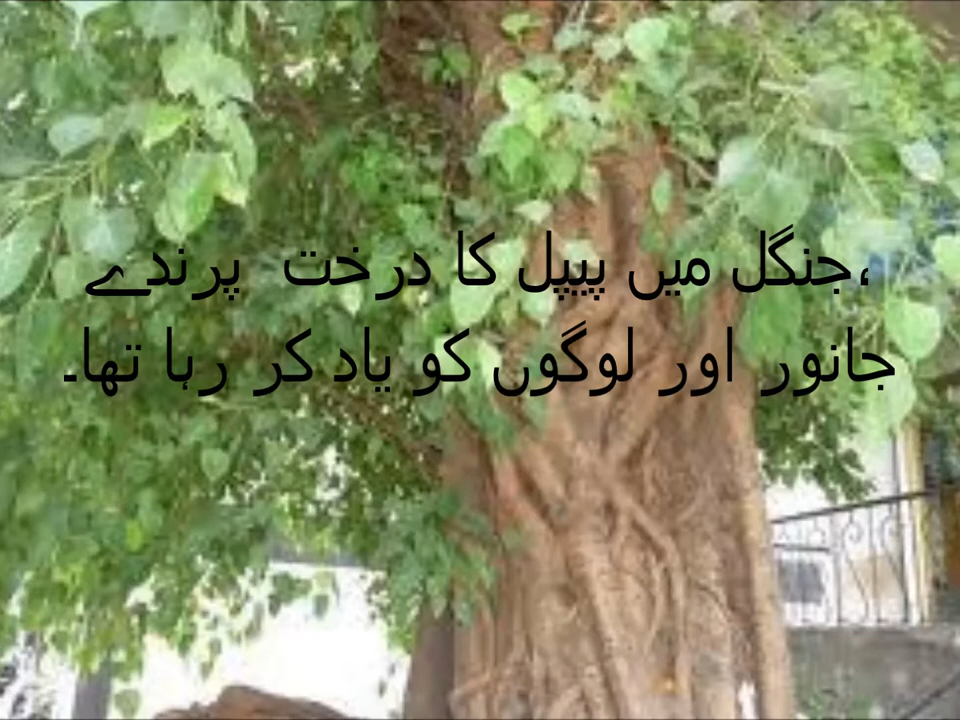 ،جنگل میں پیپل کا درخت  پرندے
جانور اور لوگوں کو یاد کر رہا تھا۔